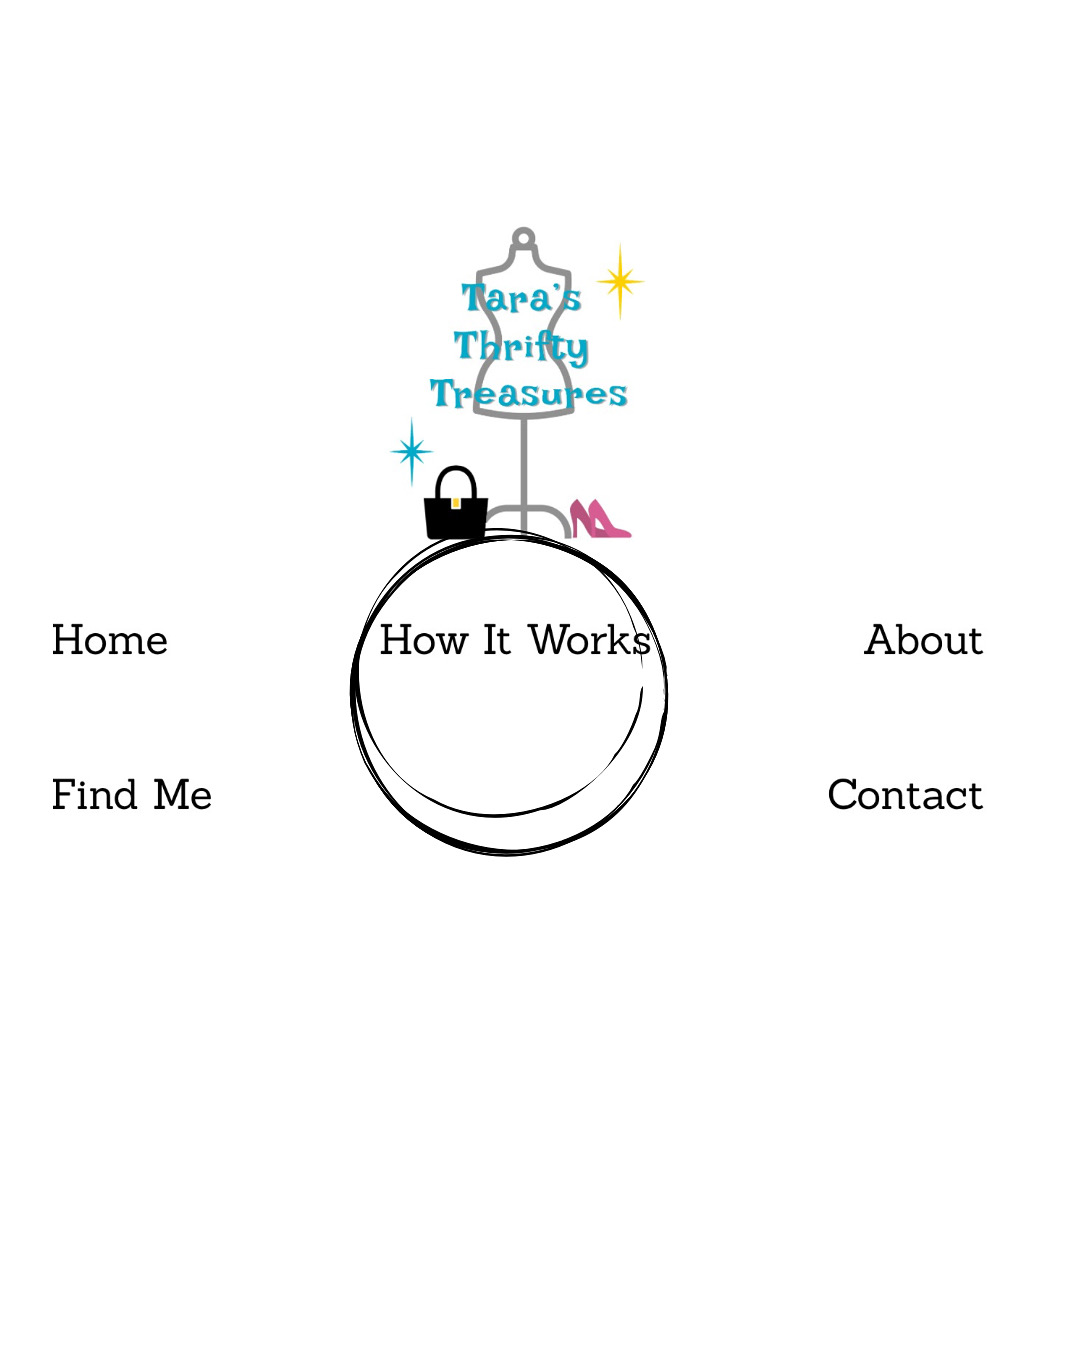 Tara's
Thrifty
Treasures
Home
How It Works
About
Find Me
Contact